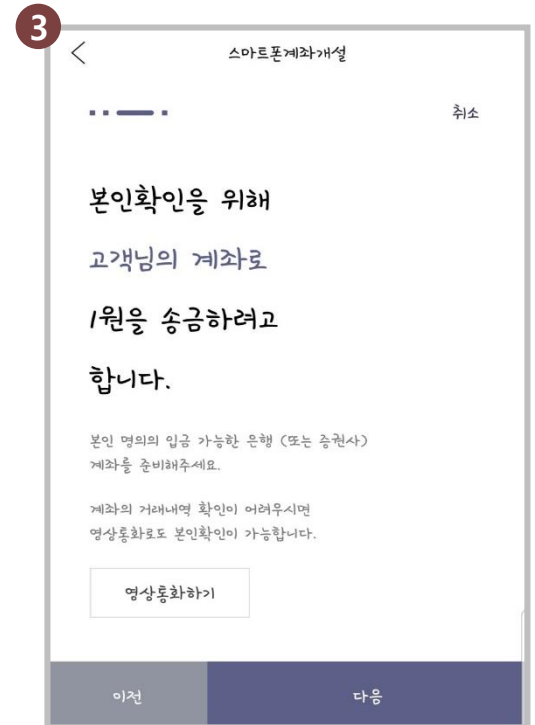 3
스마트폰계좌개설
취소
본인확인을 위해
고객님의 계좌로
1원을 송금하려고
합니다.
본인 명의의 입금 가능한 은행 (또는 증권사)
계좌를 준비해주세요.
계좌의 거래내역 확인이 어려우시면
영상통화로도 본인확인이 가능합니다.
영상통화하기
이전
다음